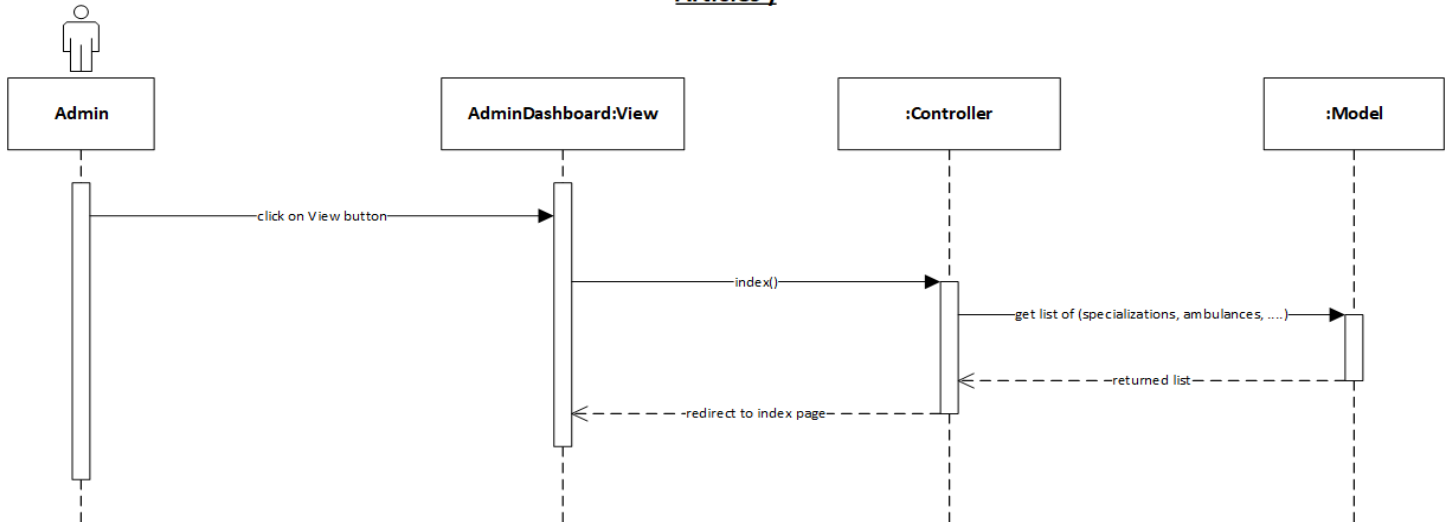 Admin
AdminDashboard:View
:Controller
:Model
click on View button
index()
get list of (specializations, ambulances, ....)
returned list
redirect to index page